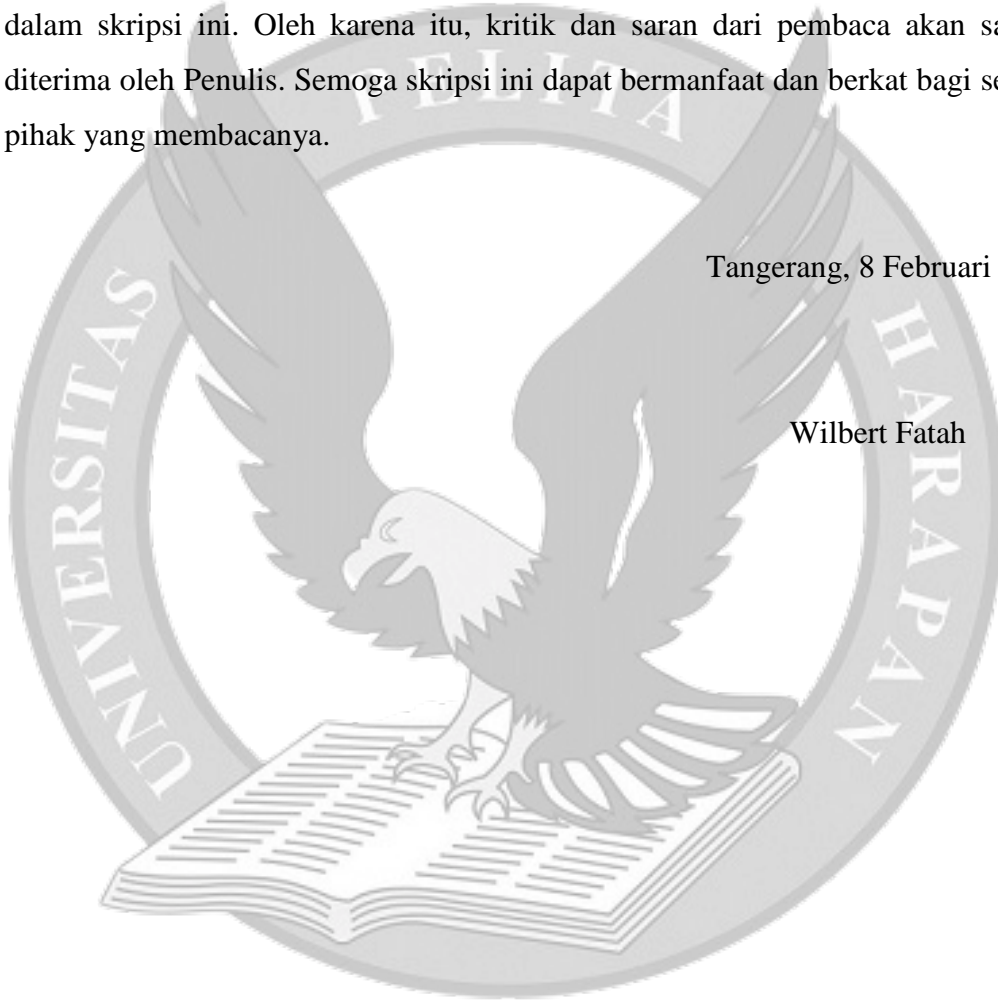 dalam skripsi ini. Oleh karena itu, kritik dan saran dari pembaca akan sa
diterima oleh Penulis. Semoga skripsi ini dapat bermanfaat dan berkat bagi se
pihak yang membacanya.
Tangerang, 8 Februari
Wilbert Fatah
UNIVERSITAS PELITA HARAPAN